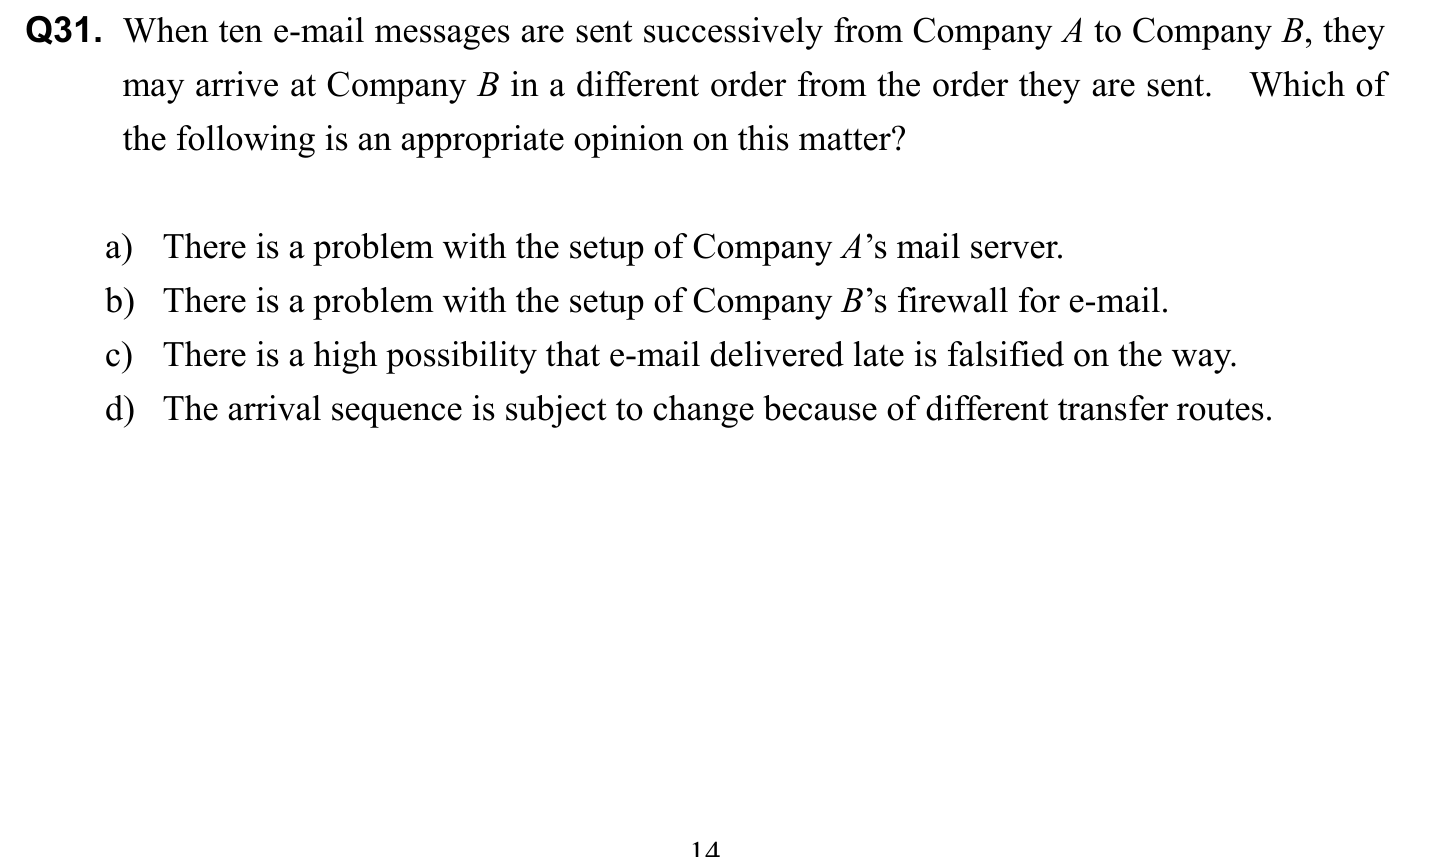 Q31. When ten e-mail messages are sent successively from Company A to Company B, they
may arrive at Company B in a different order from the order they are sent. Which of
the following is an appropriate opinion on this matter?
a) There is a problem with the setup of Company A’s mail server.
b) There is a problem with the setup of Company B’s firewall for e-mail.
c) There is a high possibility that e-mail delivered late is falsified on the way.
d) The arrival sequence is subject to change because of different transfer routes.
14